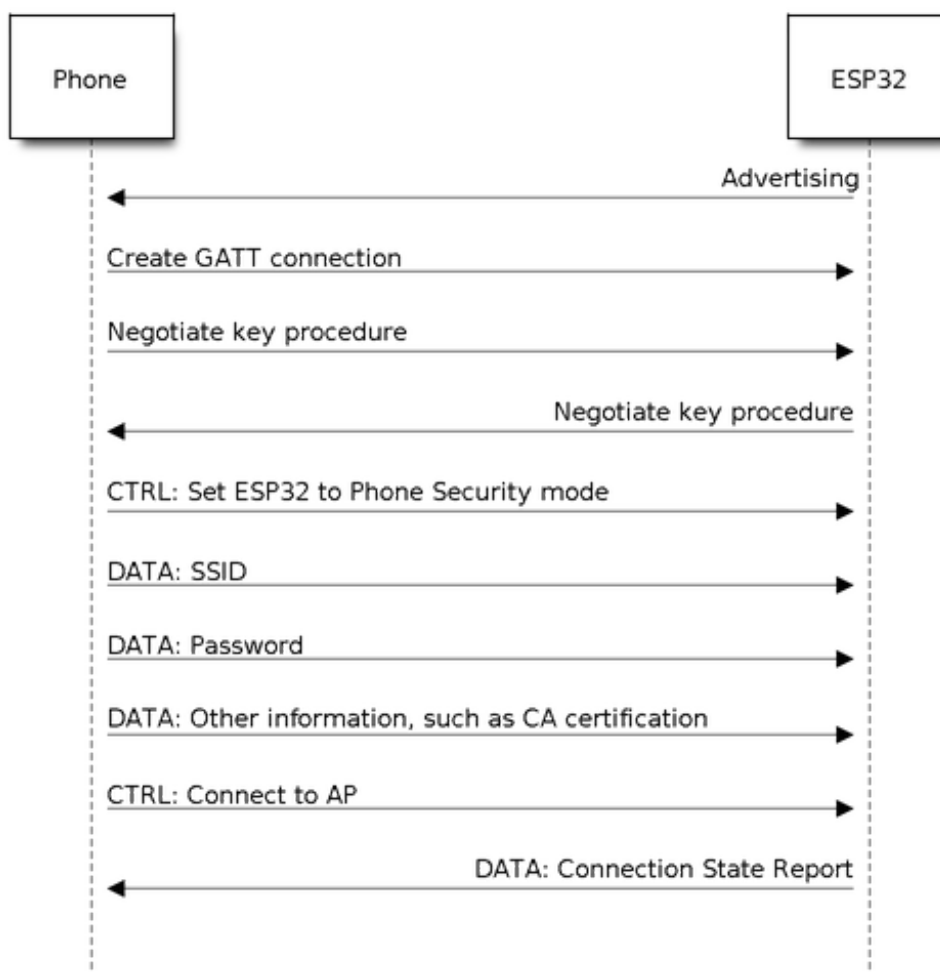 Phone
ESP32
Advertising
Create GATT connection
Negotiate key procedure
Negotiate key procedure
CTRL: Set ESP32 to Phone Security mode
DATA: SSID
DATA: Password
DATA: Other information, such as CA certification
CTRL: Connect to AP
DATA: Connection State Report